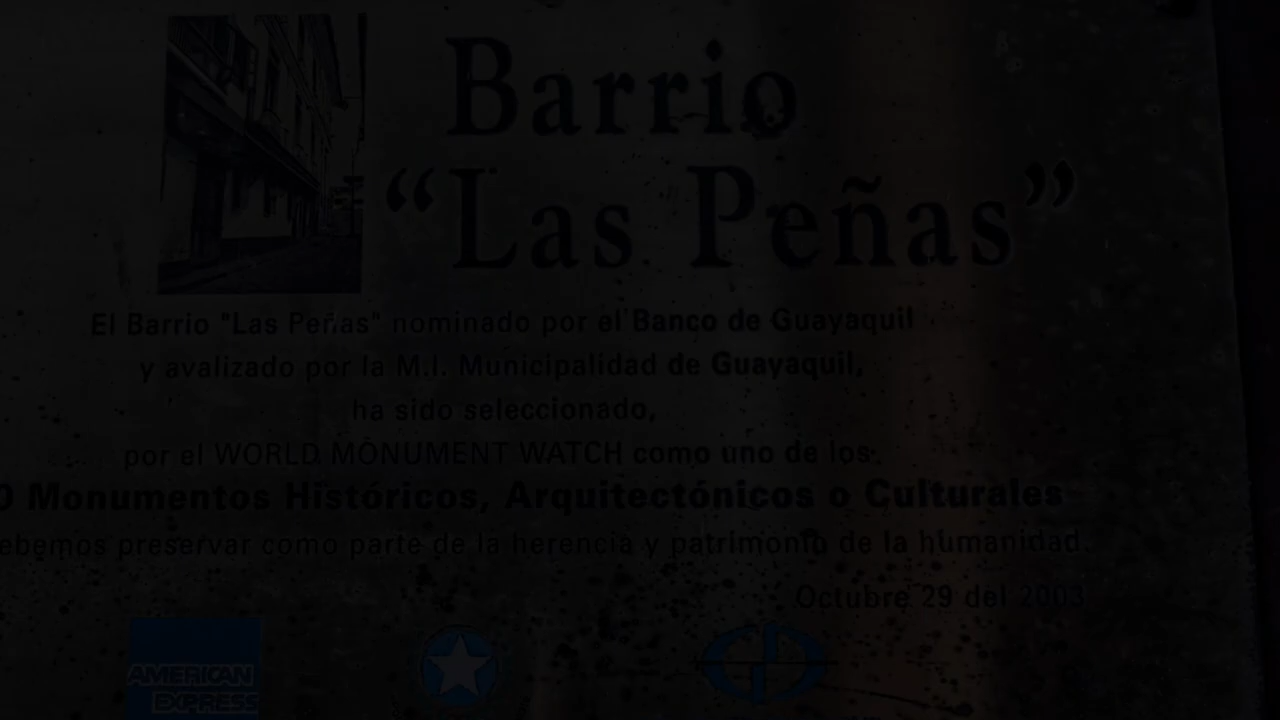 Barrio
“Las Peñas”
El Barrio "Las Peñas" nominado por el Banco de Guayaquil
y avalizado por la M.I. Municipalidad de Guayaquil,
ha sido seleccionado,
por el WORLD MONUMENT WATCH como uno de los
0 Monumentos Históricos, Arquitectónicos o Culturales
ebemos preservar como parte de la herencia y patrimonio de la humanidad.
Octubre 29 del 2003
AMERICAN
EXPRESS